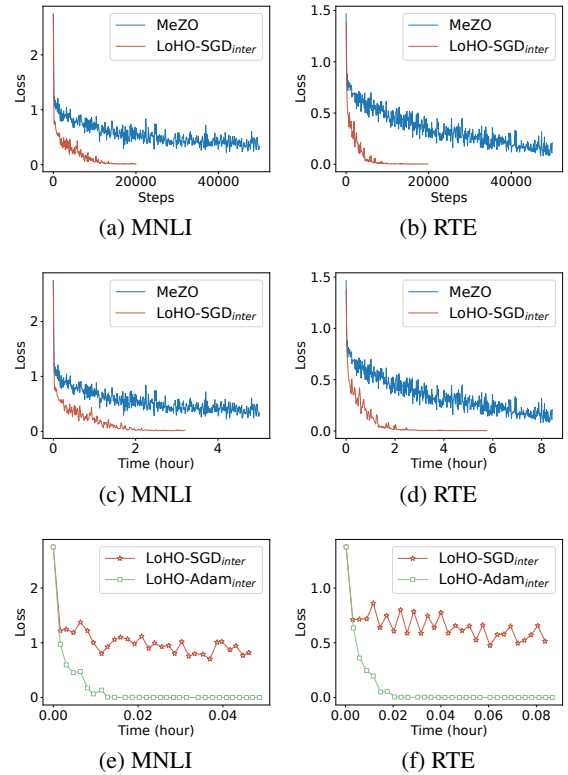 MeZO
LoHO-SGD_inter
Loss
2
1
0
0
20000
40000
Steps
(a) MNLI
MeZO
LoHO-SGD_inter
Loss
1.5
1.0
0.5
0.0
0
20000
40000
Steps
(b) RTE
MeZO
LoHO-SGD_inter
Loss
2
1
0
0
2
4
Time (hour)
(c) MNLI
MeZO
LoHO-SGD_inter
Loss
1.5
1.0
0.5
0.0
0
2
4
6
8
Time (hour)
(d) RTE
LoHO-SGD_inter
LoHO-Adam_inter
Loss
2
1
0
0.00
0.02
0.04
Time (hour)
(e) MNLI
LoHO-SGD_inter
LoHO-Adam_inter
Loss
1.0
0.5
0.0
0.00
0.02
0.04
0.06
0.08
Time (hour)
(f) RTE